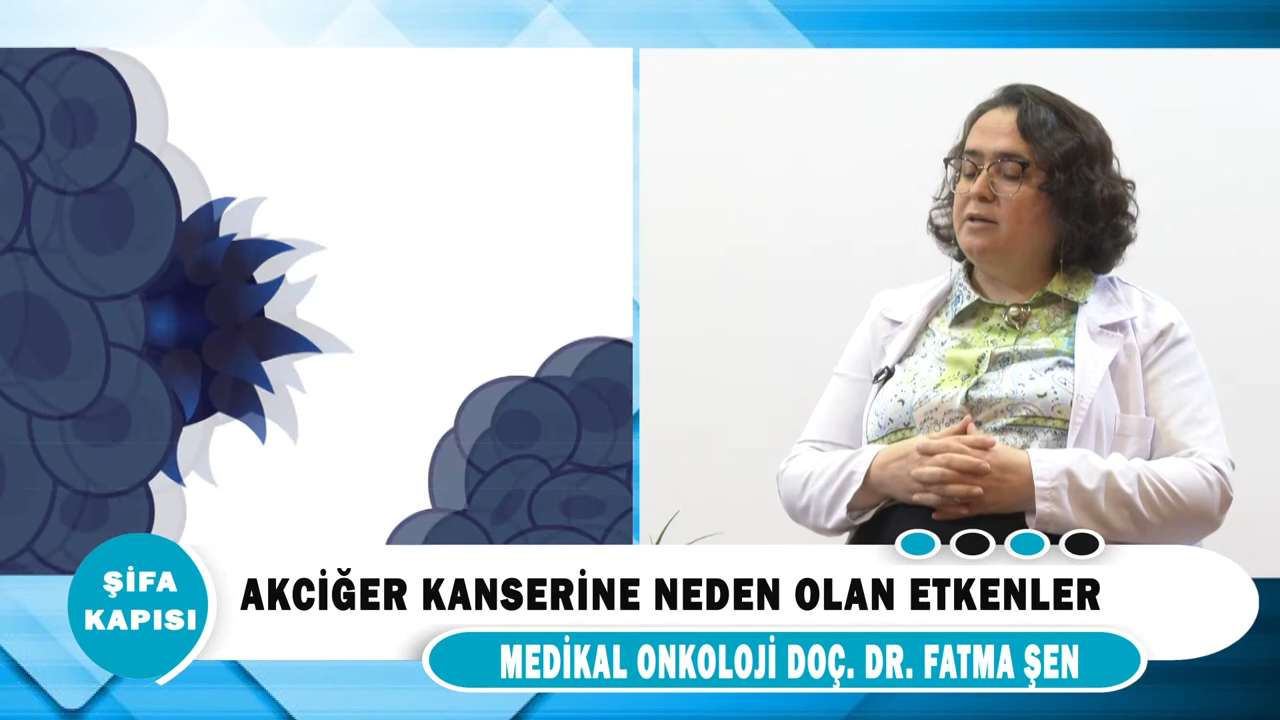 ŞİFA
KAPISI
AKCİĞER KANSERİNE NEDEN OLAN ETKENLER
MEDİKAL ONKOLOJİ DOÇ. DR. FATMA ŞEN